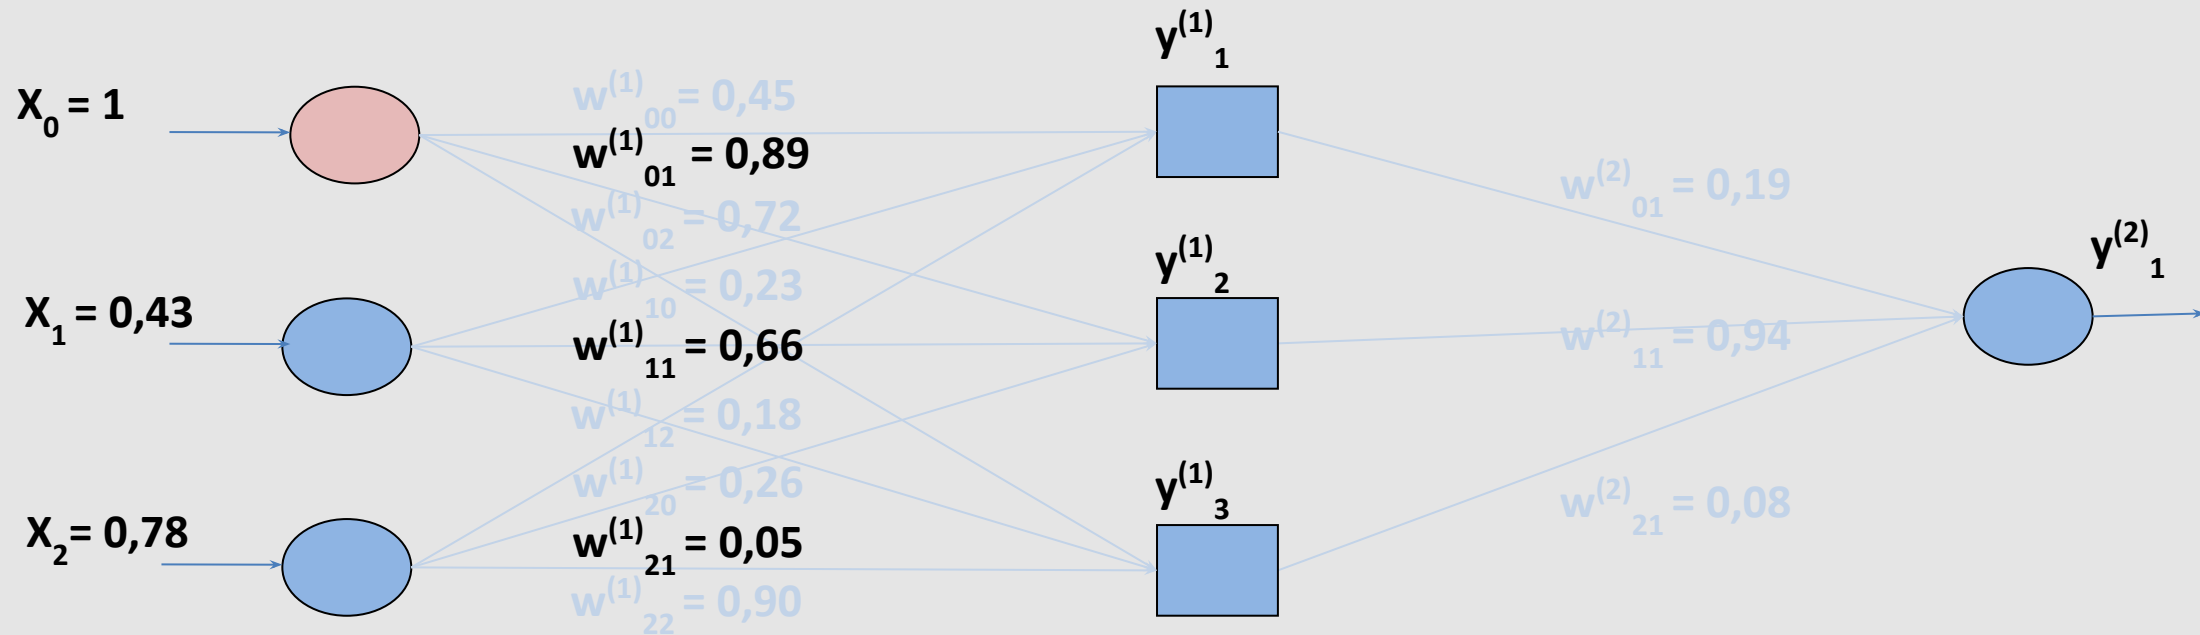 X₀ = 1
X₁ = 0,43
X₂= 0,78
w⁽¹⁾₀₀= 0,45
w⁽¹⁾₀₁ = 0,89
w⁽¹⁾₀₂ = 0,72
w⁽¹⁾₁₀ = 0,23
w⁽¹⁾₁₁ = 0,66
w⁽¹⁾₁₂ = 0,18
w⁽¹⁾₂₀ = 0,26
w⁽¹⁾₂₁ = 0,05
w⁽¹⁾₂₂ = 0,90
y⁽¹⁾₁
y⁽¹⁾₂
y⁽¹⁾₃
w⁽²⁾₀₁ = 0,19
w⁽²⁾₁₁ = 0,94
w⁽²⁾₂₁ = 0,08
y⁽²⁾₁